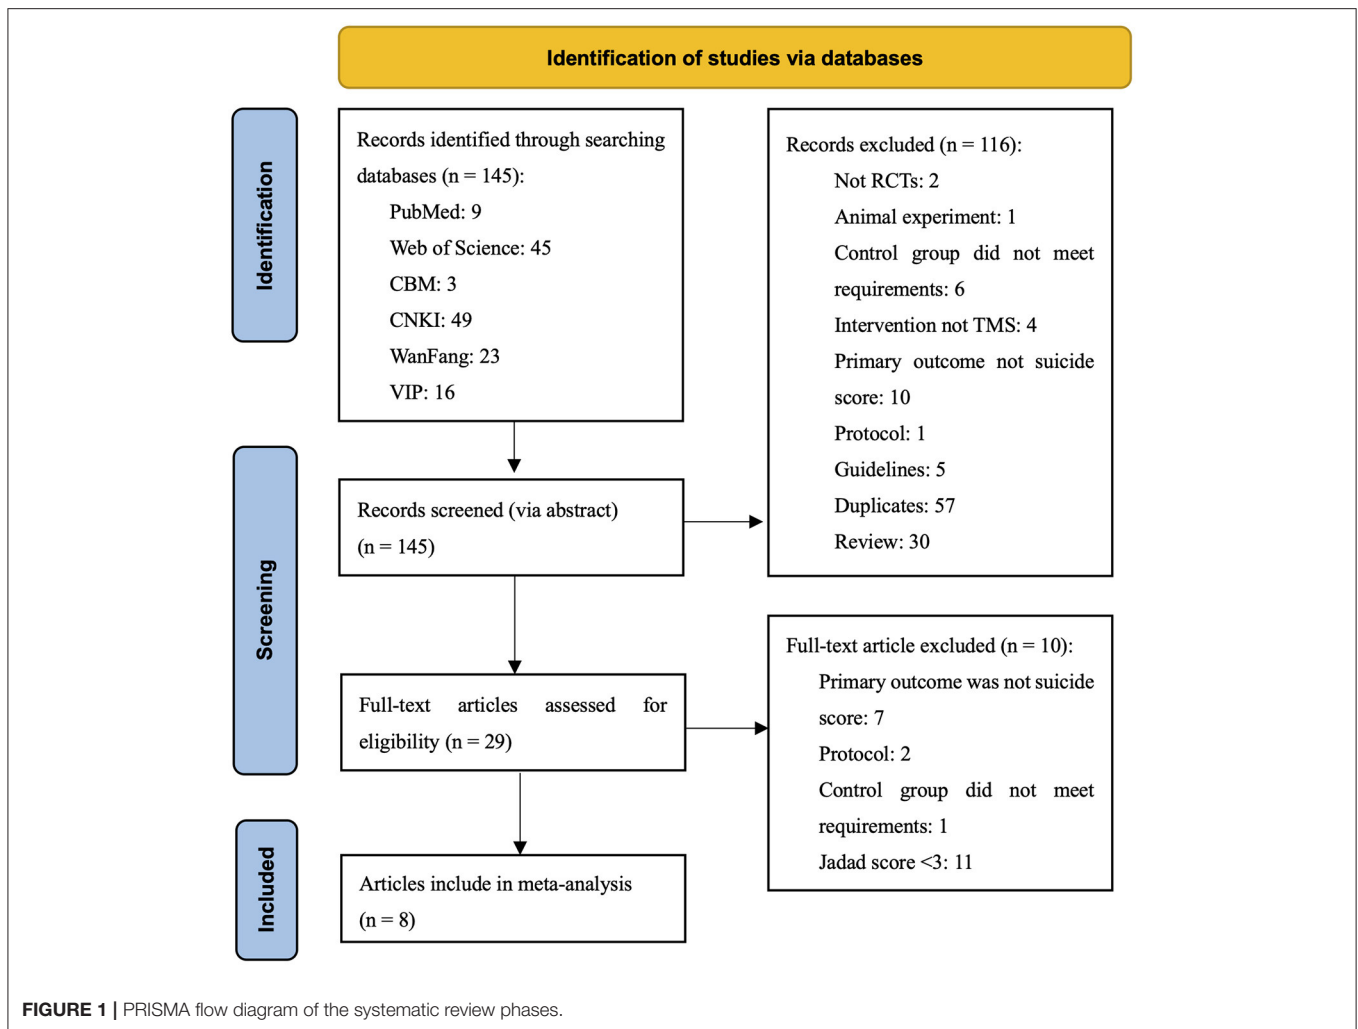 Identification of studies via databases
Identification
Records identified through searching
databases (n = 145):
PubMed: 9
Web of Science: 45
CBM: 3
CNKI: 49
WanFang: 23
VIP: 16
Records excluded (n = 116):
Not RCTs: 2
Animal experiment: 1
Control group did not meet
requirements: 6
Intervention not TMS: 4
Primary outcome not suicide
score: 10
Protocol: 1
Guidelines: 5
Duplicates: 57
Review: 30
Screening
Records screened (via abstract)
(n = 145)
Full-text articles assessed for
eligibility (n = 29)
Full-text article excluded (n = 10):
Primary outcome was not suicide
score: 7
Protocol: 2
Control group did not meet
requirements: 1
Jadad score <3: 11
Included
Articles include in meta-analysis
(n = 8)
FIGURE 1 | PRISMA flow diagram of the systematic review phases.